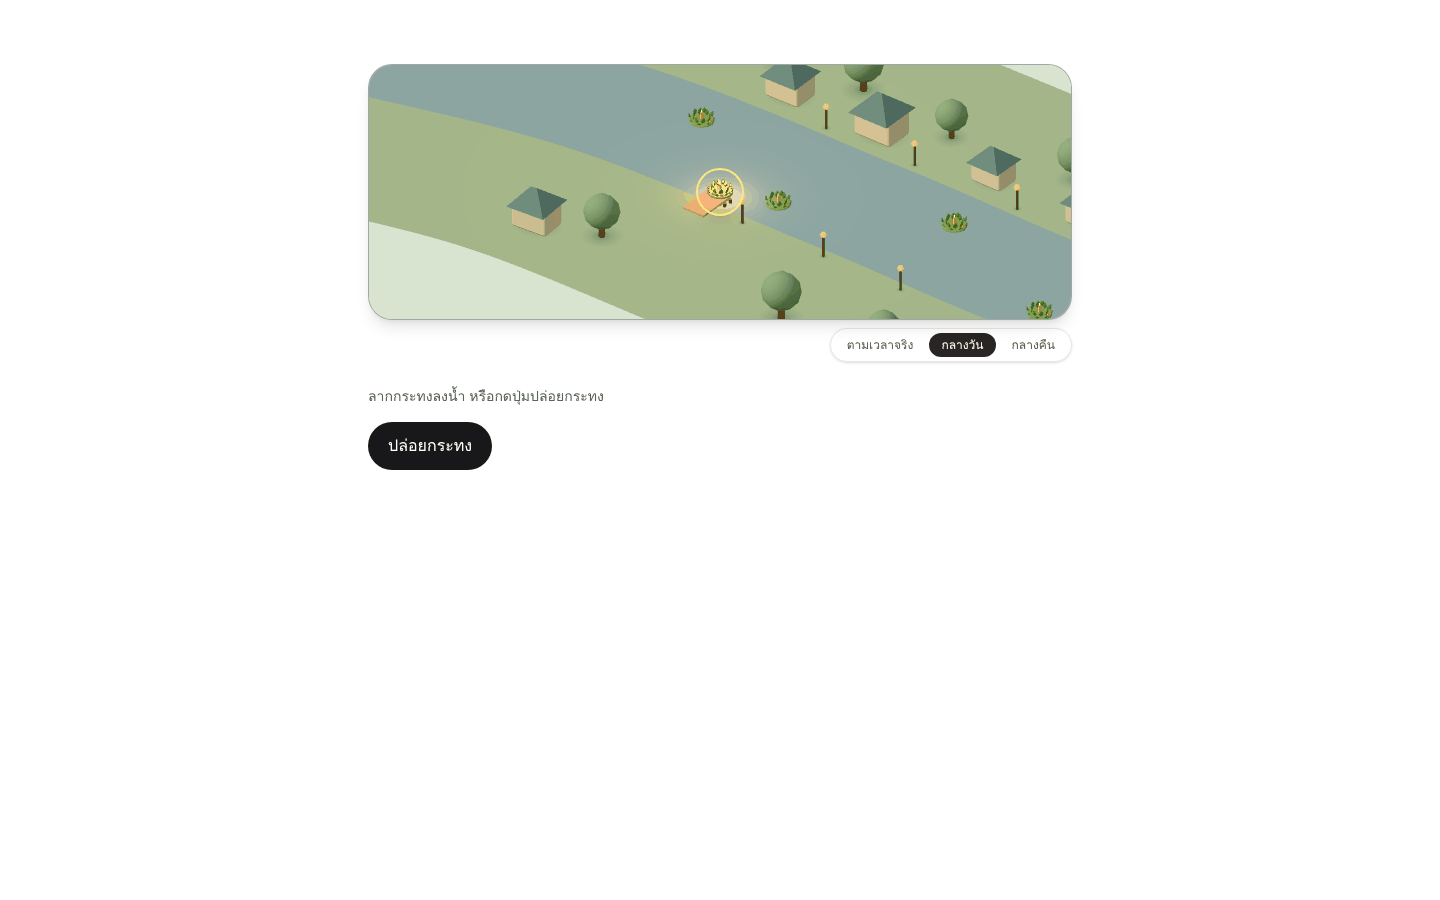 ตามเวลาจริง กลางวัน กลางคืน
ลากกระทงลงน้ำ หรือกดปุ่มปล่อยกระทง
ปล่อยกระทง